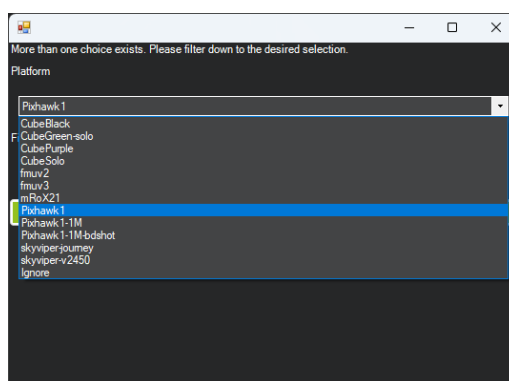 More than one choice exists. Please filter down to the desired selection.
Platform
Pixhawk1
CubeBlack
F
CubeGreen-solo
CubePurple
CubeSolo
fmuv2
fmuv3
mRoX21
Pixhawk1
Pixhawk1-1M
Pixhawk1-1M-bdshot
skyviper-journey
skyviper-v2450
Ignore